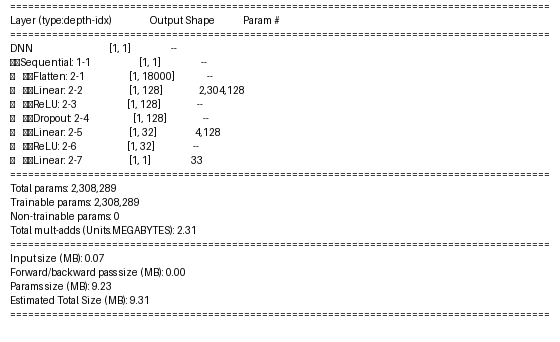 ==========================================================================================
Layer (type:depth-idx) Output Shape Param #
==========================================================================================
DNN [1, 1] --
▯▯Sequential: 1-1 [1, 1] --
▯ ▯▯Flatten: 2-1 [1, 18000] --
▯ ▯▯Linear: 2-2 [1, 128] 2,304,128
▯ ▯▯ReLU: 2-3 [1, 128] --
▯ ▯▯Dropout: 2-4 [1, 128] --
▯ ▯▯Linear: 2-5 [1, 32] 4,128
▯ ▯▯ReLU: 2-6 [1, 32] --
▯ ▯▯Linear: 2-7 [1, 1] 33
==========================================================================================
Total params: 2,308,289
Trainable params: 2,308,289
Non-trainable params: 0
Total mult-adds (Units.MEGABYTES): 2.31
==========================================================================================
Input size (MB): 0.07
Forward/backward pass size (MB): 0.00
Params size (MB): 9.23
Estimated Total Size (MB): 9.31
==========================================================================================